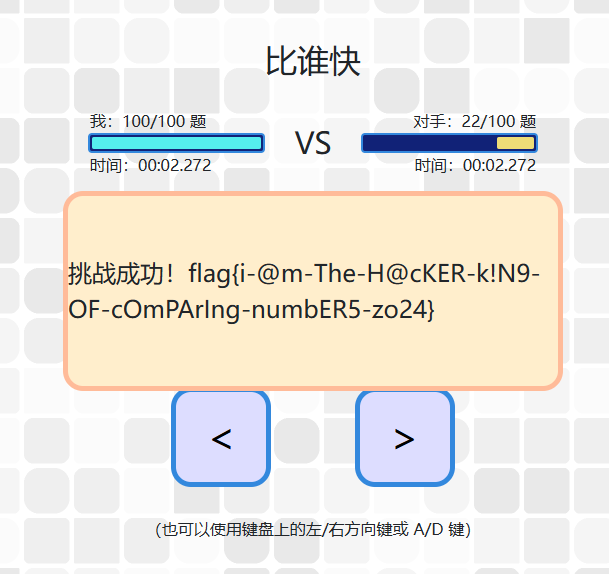 比谁快
我：100/100 题
对手：22/100 题
VS
时间：00:02.272
时间：00:02.272
挑战成功！flag{i-@m-The-H@cKER-k!N9-
OF-cOmPArIng-numbER5-zo24}
<
>
（也可以使用键盘上的左/右方向键或 A/D 键）